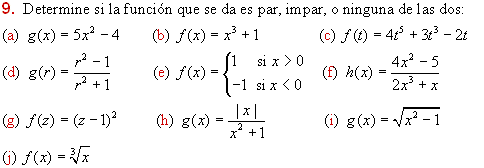 9. Determine si la función que se da es par, impar, o ninguna de las dos:
(a) g(x) = 5x² − 4 (b) f(x) = x³ + 1 (c) f(t) = 4t⁵ + 3t³ − 2t
(d) g(r) = (r² − 1)/(r² + 1) (e) f(x) = {1 si x > 0; −1 si x < 0 (f) h(x) = (4x² − 5)/(2x³ + x)
(g) f(z) = (z − 1)² (h) g(x) = |x|/(x² + 1) (i) g(x) = √(x² − 1)
(j) f(x) = ∛x